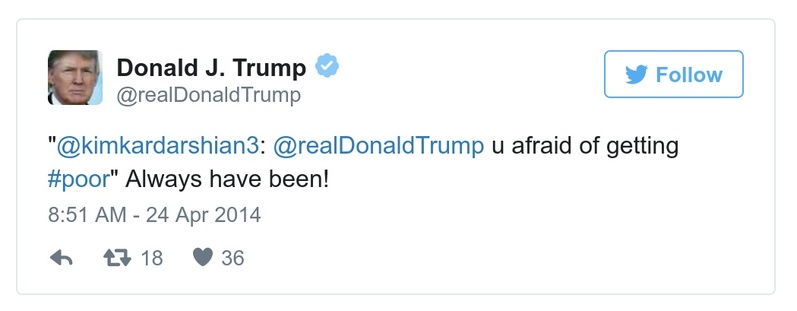 Donald J. Trump
Follow
@realDonaldTrump
"@kimkardarshian3: @realDonaldTrump u afraid of getting
#poor" Always have been!
8:51 AM - 24 Apr 2014
18 36